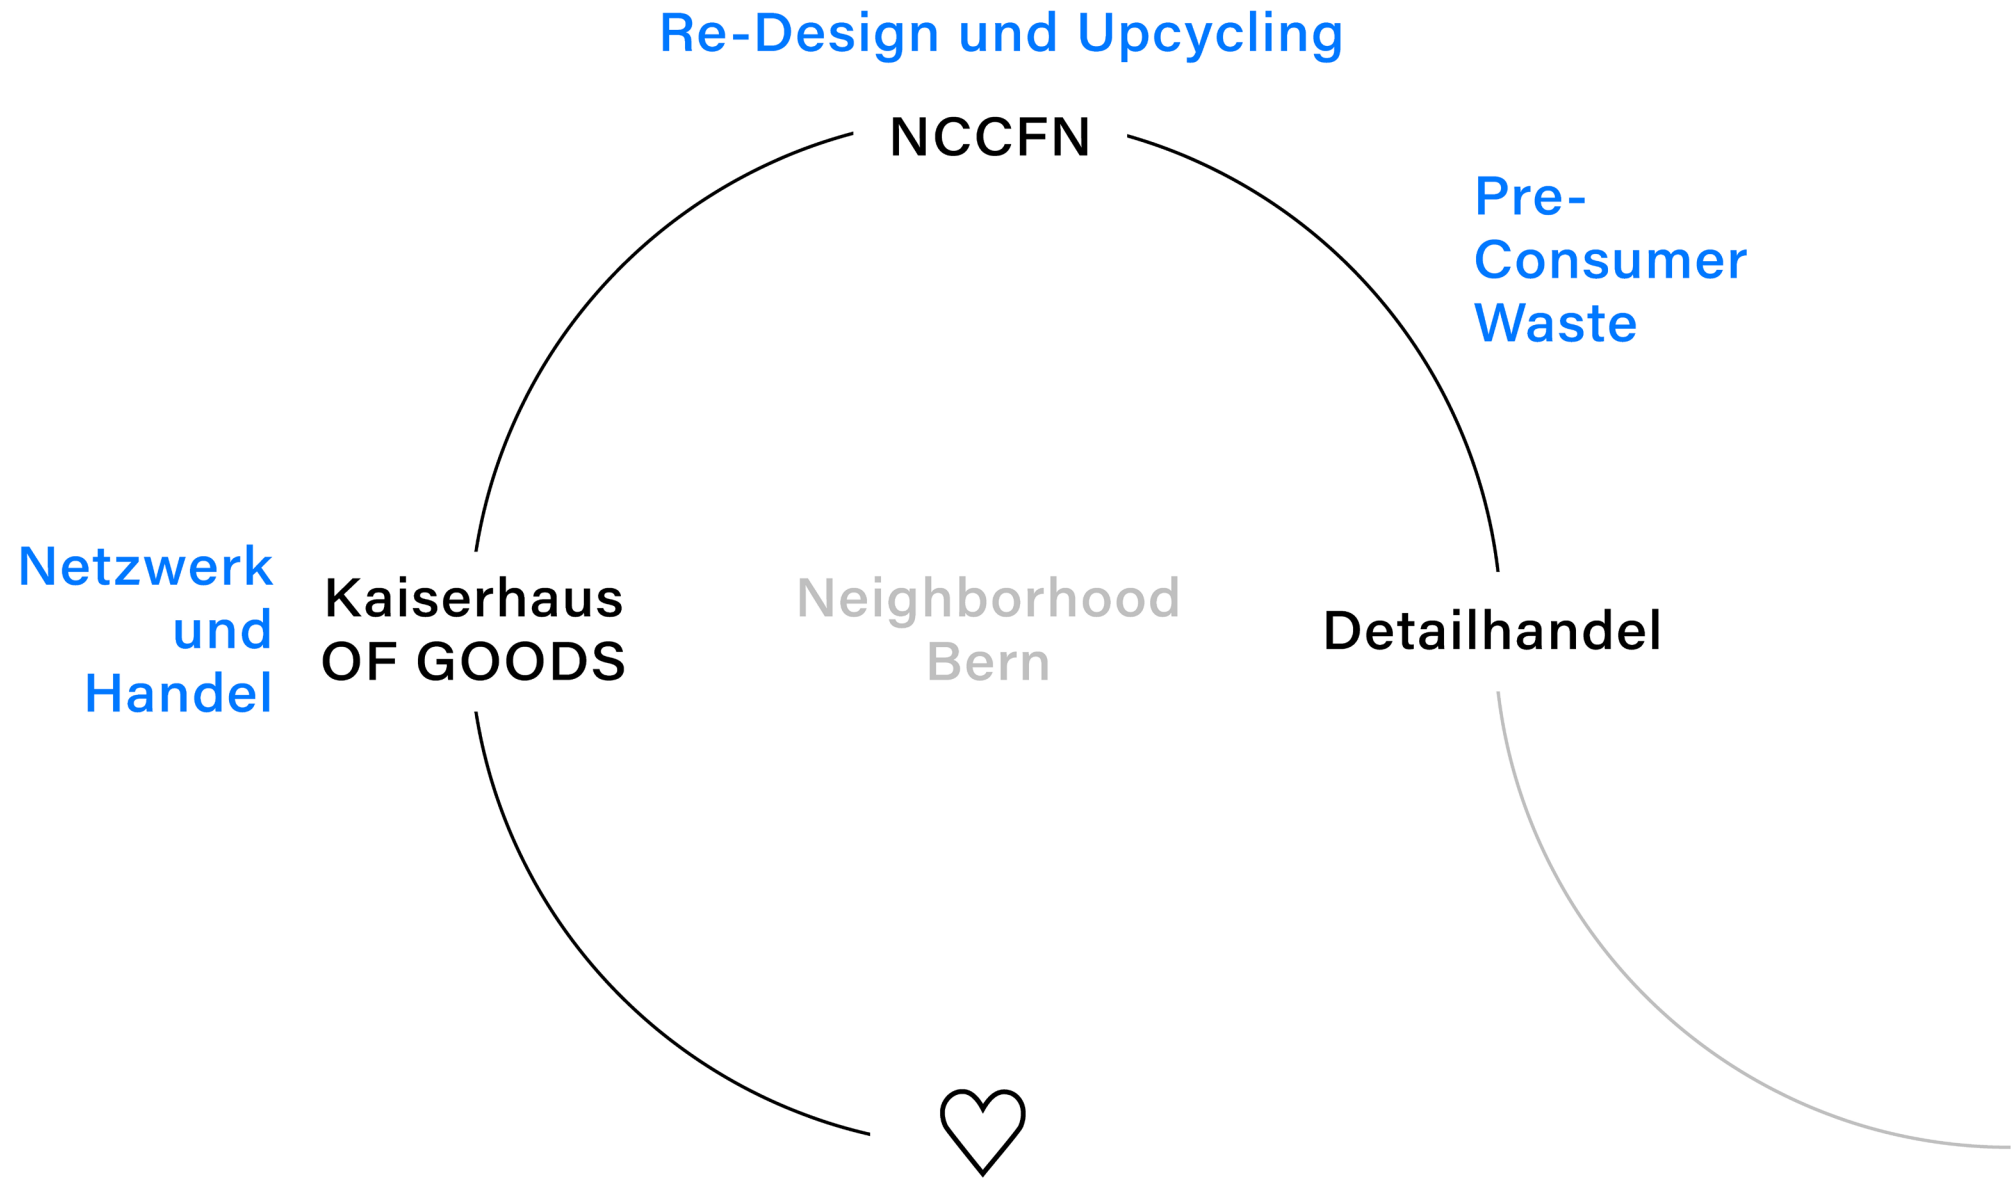 Re-Design und Upcycling
NCCFN
Pre-
Consumer
Waste
Netzwerk
und
Handel
Kaiserhaus
OF GOODS
Neighborhood
Bern
Detailhandel